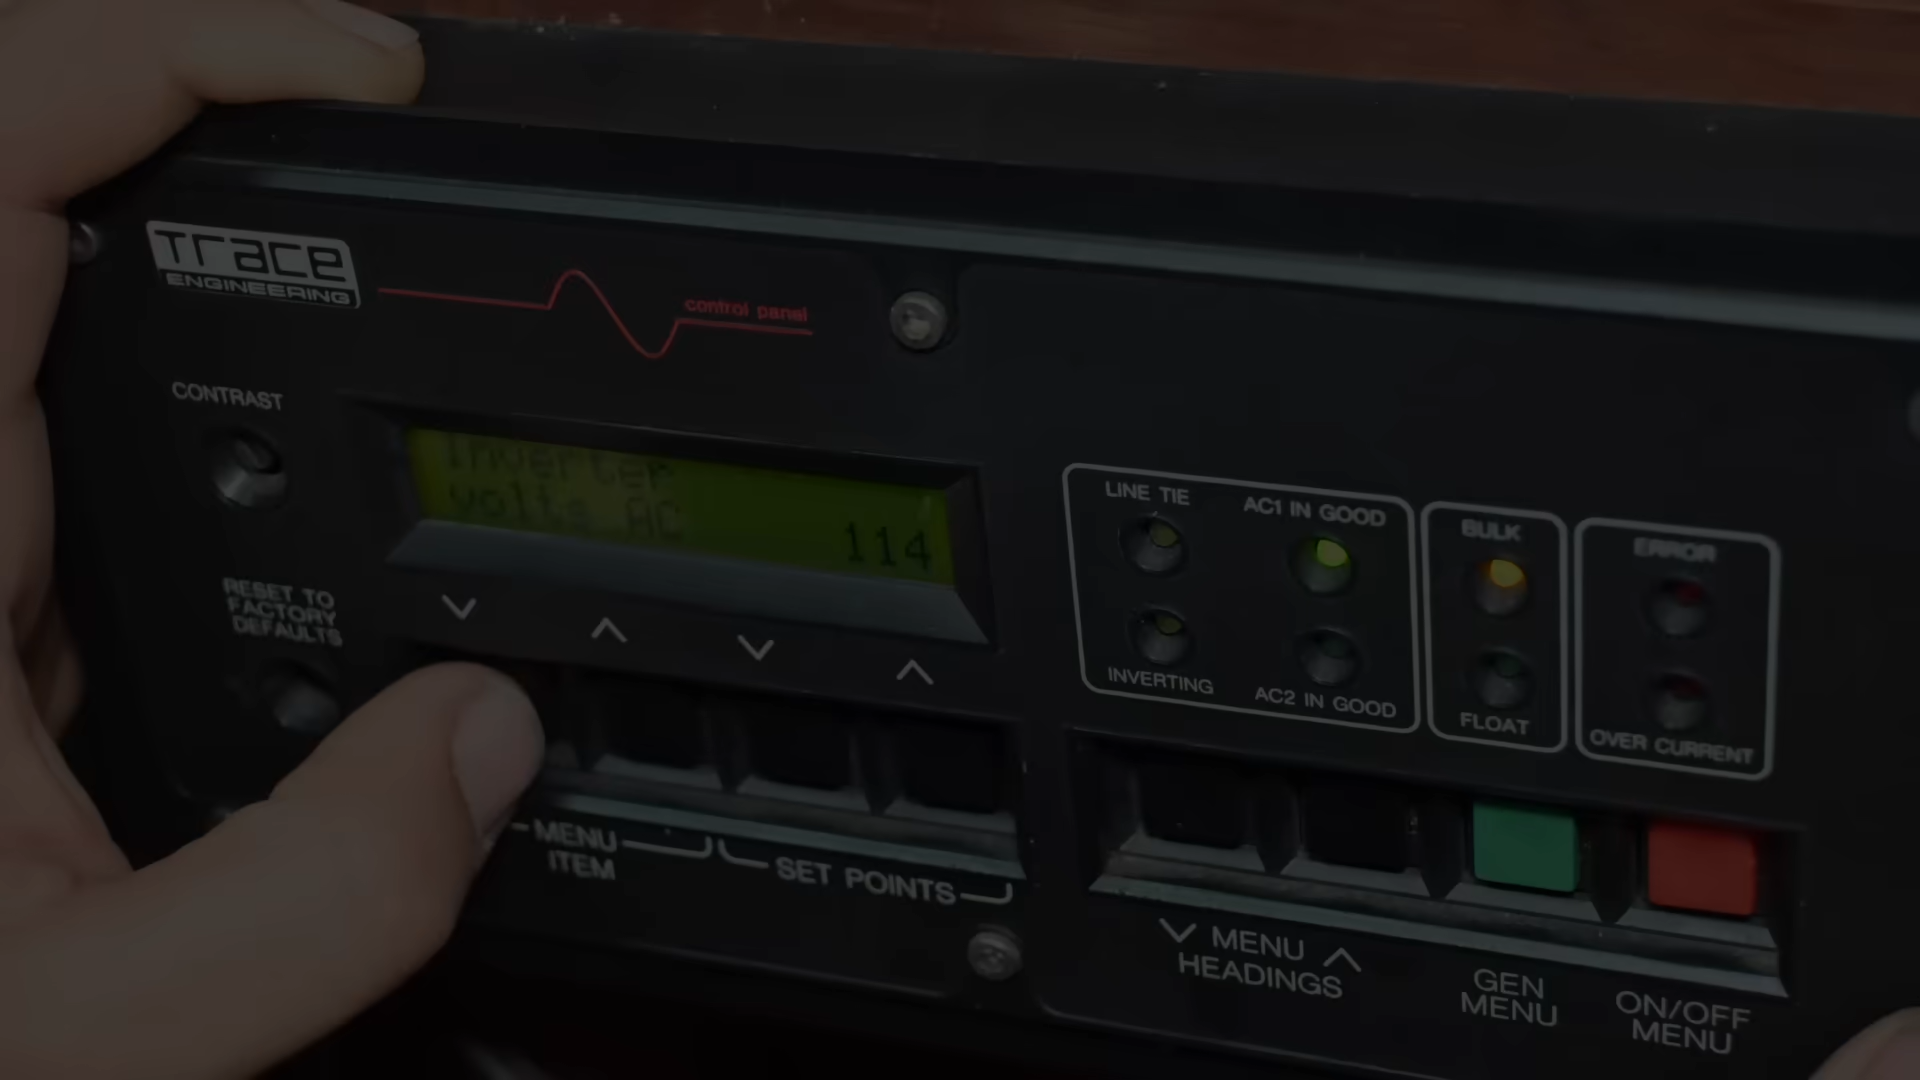 Trace
ENGINEERING
control panel
CONTRAST
Inverter
volts AC
114
RESET TO
FACTORY
DEFAULTS
LINE TIE
AC1 IN GOOD
INVERTING
AC2 IN GOOD
BULK
FLOAT
ERROR
OVER CURRENT
MENU
ITEM
SET POINTS
MENU
HEADINGS
GEN
MENU
ON/OFF
MENU